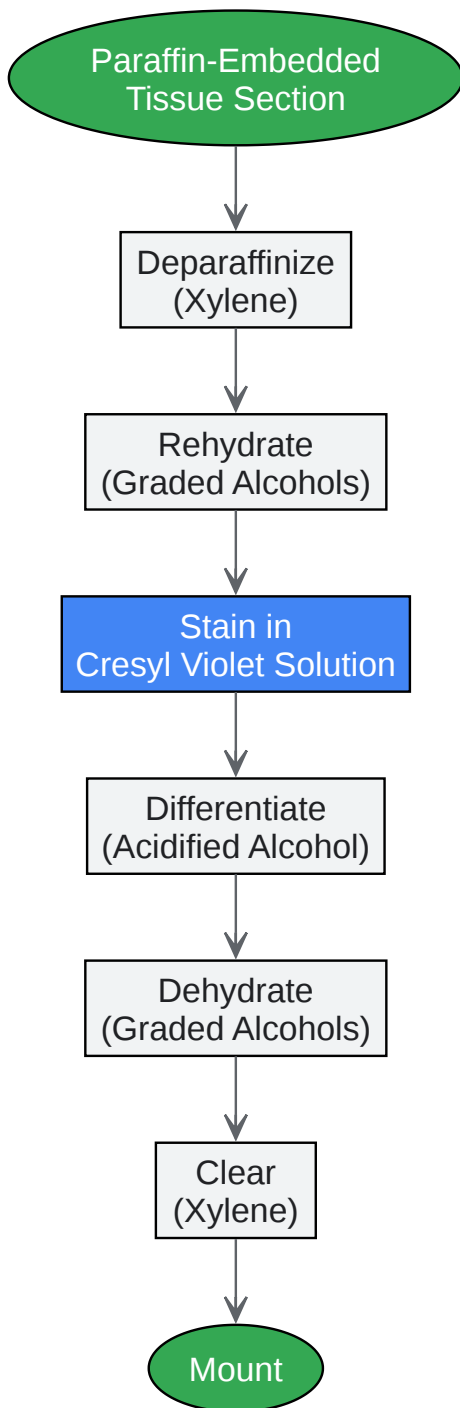 Paraffin-Embedded
Tissue Section
Deparaffinize
(Xylene)
Rehydrate
(Graded Alcohols)
Stain in
Cresyl Violet Solution
Differentiate
(Acidified Alcohol)
Dehydrate
(Graded Alcohols)
Clear
(Xylene)
Mount